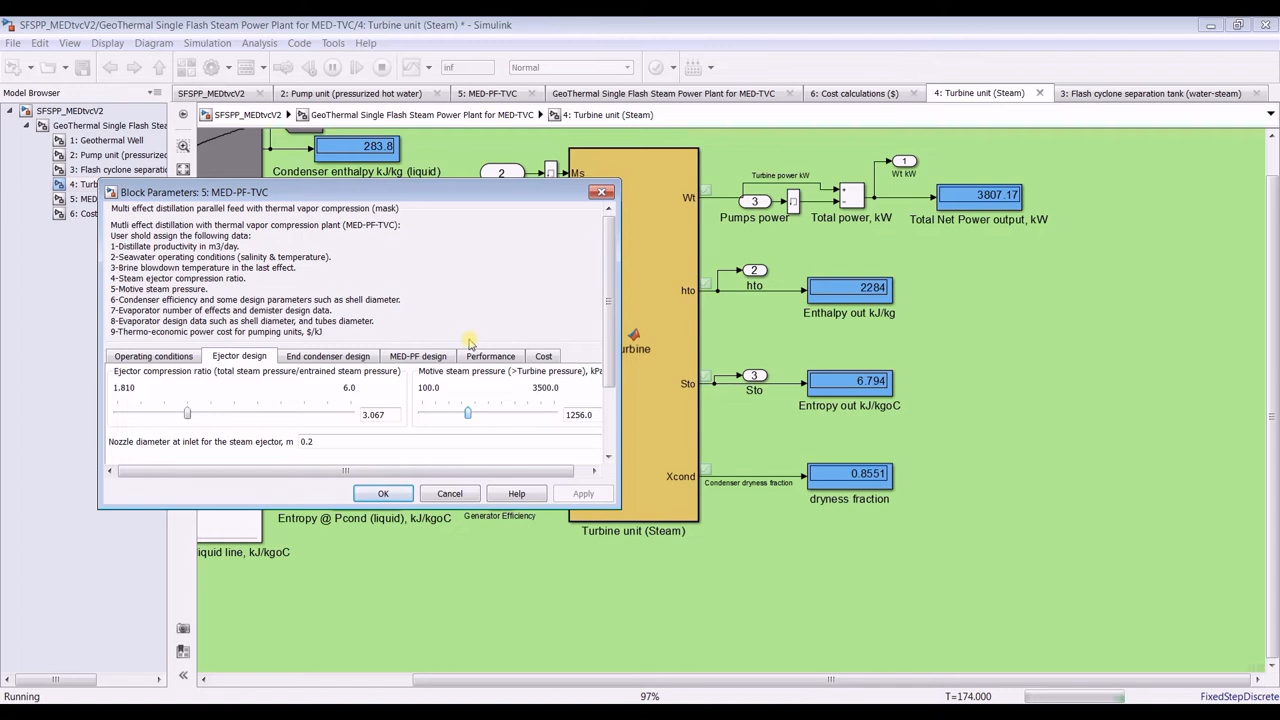 SFSPP_MEDtvcV2/GeoThermal Single Flash Steam Power Plant for MED-TVC/4: Turbine unit (Steam) * - Simulink
File Edit View Display Diagram Simulation Analysis Code Tools Help
inf
Normal
Model Browser
SFSPP_MEDtvcV2
2: Pump unit (pressurized hot water)
5: MED-PF-TVC
GeoThermal Single Flash Steam Power Plant for MED-TVC
6: Cost calculations ($)
4: Turbine unit (Steam)
3: Flash cyclone separation tank (water-steam)
SFSPP_MEDtvcV2
GeoThermal Single Flash Steam Power Plant for MED-TVC
4: Turbine unit (Steam)
SFSPP_MEDtvcV2
GeoThermal Single Flash Stea
1: Geothermal Well
2: Pump unit (pressurized
3: Flash cyclone separatio
4: Turb
5: MED
6: Cost
283.8
Condenser enthalpy kJ/kg (liquid)
2
Ms
Wt
hto
Sto
Xcond
urbine
Turbine power kW
3
Pumps power
Total power, kW
1
Wt kW
3807.17
Total Net Power output, kW
2
hto
2284
Enthalpy out kJ/kg
3
Sto
6.794
Entropy out kJ/kgoC
Condenser dryness fraction
0.8551
dryness fraction
Turbine unit (Steam)
Entropy @ Pcond (liquid), kJ/kgoC
Generator Efficiency
iquid line, kJ/kgoC
Block Parameters: 5: MED-PF-TVC
Multi effect distillation parallel feed with thermal vapor compression (mask)
Muti effect distillation with thermal vapor compression plant (MED-PF-TVC):
User shold assign the following data:
1-Distillate productivity in m3/day.
2-Seawater operating conditions (salinity & temperature).
3-Brine blowdown temperature in the last effect.
4-Steam ejector compression ratio.
5-Motive steam pressure.
6-Condenser efficiency and some design parameters such as shell diameter.
7-Evaporator number of effects and demister design data.
8-Evaporator design data such as shell diameter, and tubes diameter.
9-Thermo-economic power cost for pumping units, $/kJ
Operating conditions
Ejector design
End condenser design
MED-PF design
Performance
Cost
Ejector compression ratio (total steam pressure/entrained steam pressure)
1.810 6.0
3.067
Motive steam pressure (>Turbine pressure), kPa
100.0 3500.0
1256.0
Nozzle diameter at inlet for the steam ejector, m 0.2
OK Cancel Help Apply
Running
97%
T=174.000
FixedStepDiscrete